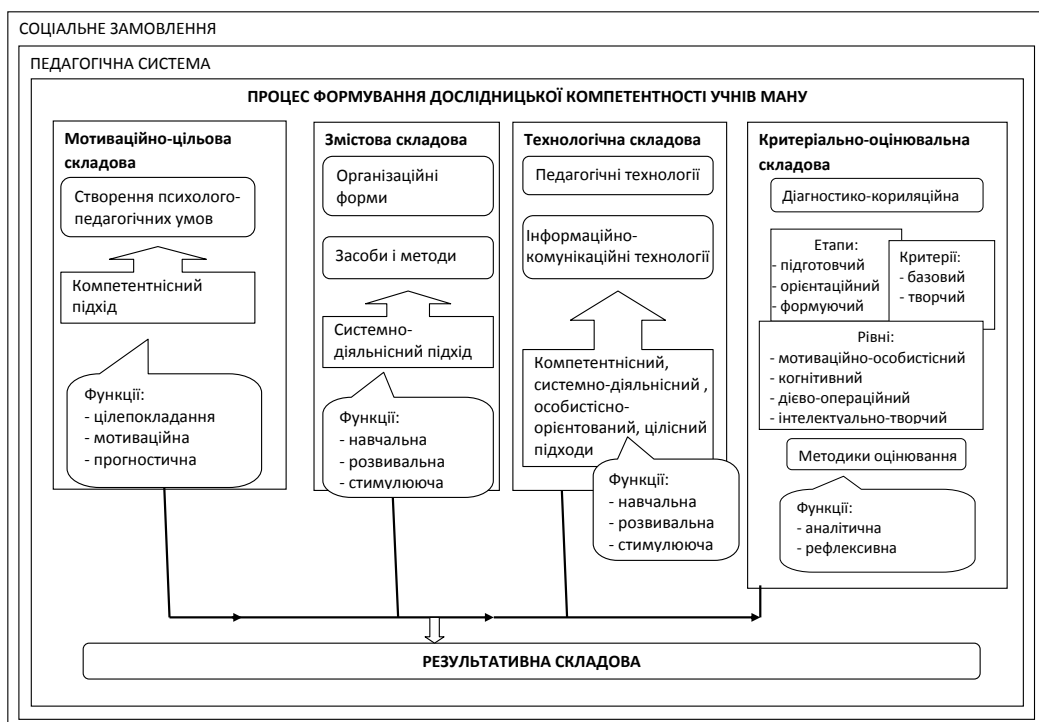 СОЦІАЛЬНЕ ЗАМОВЛЕННЯ
ПЕДАГОГІЧНА СИСТЕМА
ПРОЦЕС ФОРМУВАННЯ ДОСЛІДНИЦЬКОЇ КОМПЕТЕНТНОСТІ УЧНІВ МАНУ
Мотиваційно-цільова
складова
Створення психолого-
педагогічних умов
Компетентнісний
підхід
Функції:
- цілепокладання
- мотиваційна
- прогностична
Змістова складова
Організаційні
форми
Засоби і методи
Системно-
діяльнісний підхід
Функції:
- навчальна
- розвивальна
- стимулююча
Технологічна складова
Педагогічні технології
Інформаційно-
комунікаційні технології
Компетентнісний,
системно-діяльнісний ,
особистісно-
орієнтований, цілісний
підходи
Функції:
- навчальна
- розвивальна
- стимулююча
Критеріально-оцінювальна
складова
Діагностико-кориляційна
Етапи:
- підготовчий
- орієнтаційний
- формуючий
Критерії:
- базовий
- творчий
Рівні:
- мотиваційно-особистісний
- когнітивний
- дієво-операційний
- інтелектуально-творчий
Методики оцінювання
Функції:
- аналітична
- рефлексивна
РЕЗУЛЬТАТИВНА СКЛАДОВА